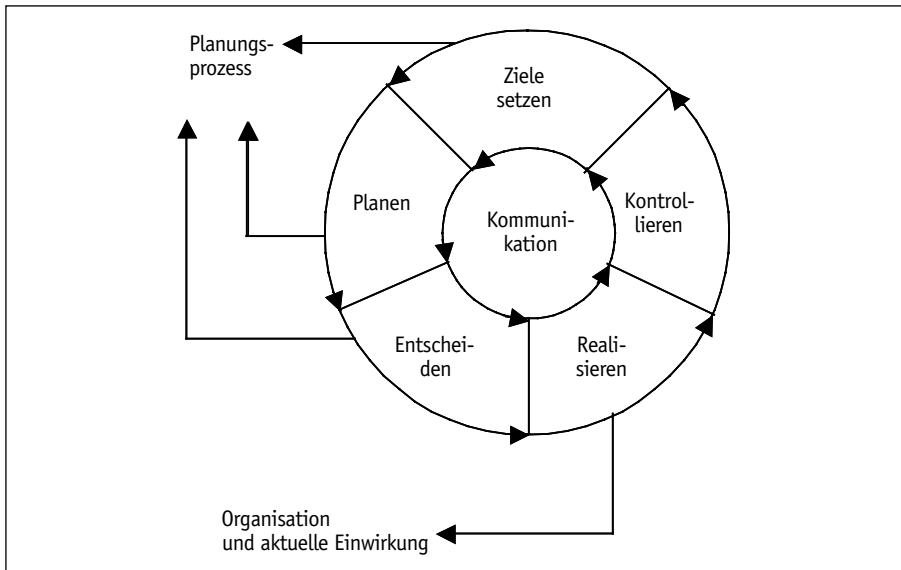 Planungs-
prozess
Ziele
setzen
Planen
Kommuni-
kation
Kontrol-
lieren
Entschei-
den
Reali-
sieren
Organisation
und aktuelle Einwirkung